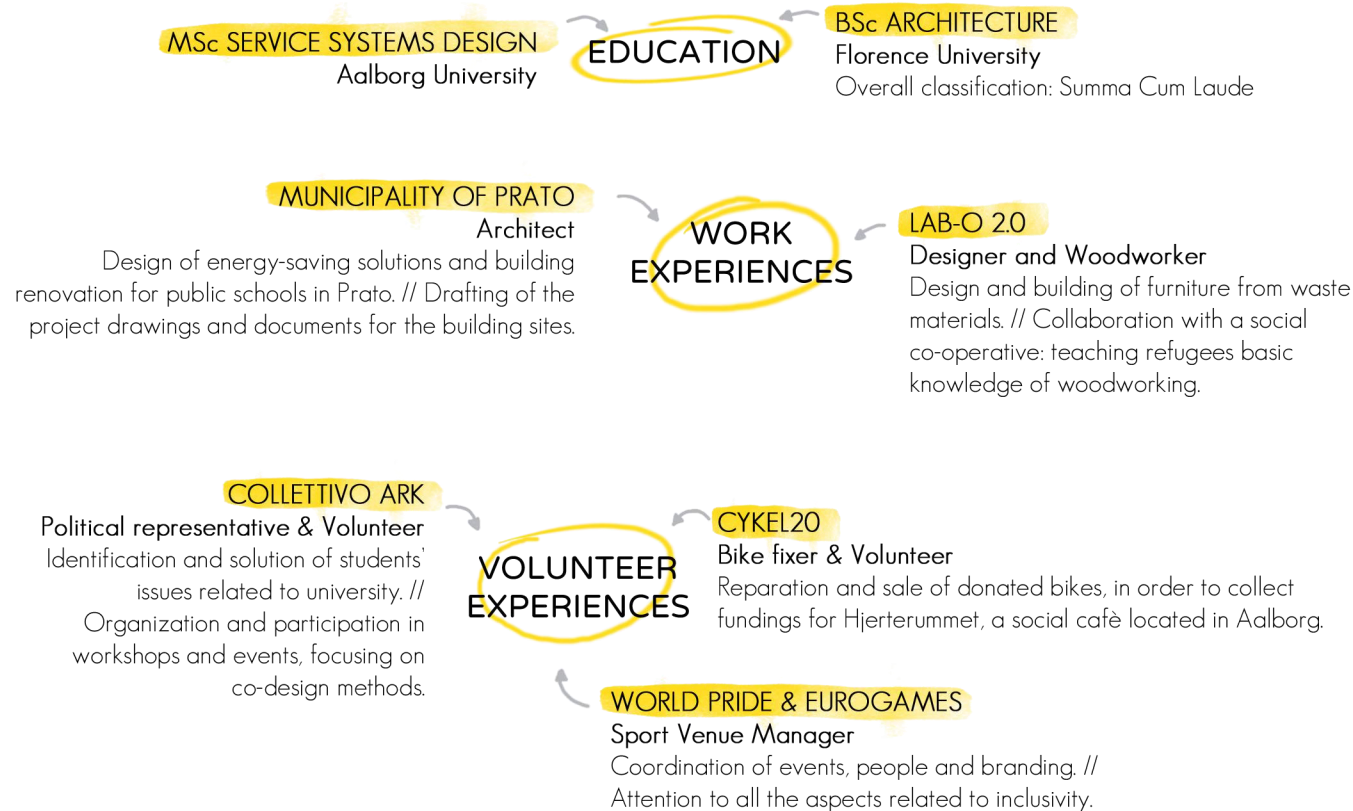 EDUCATION
MSc SERVICE SYSTEMS DESIGN
Aalborg University
BSc ARCHITECTURE
Florence University
Overall classification: Summa Cum Laude
WORK
EXPERIENCES
MUNICIPALITY OF PRATO
Architect
Design of energy-saving solutions and building
renovation for public schools in Prato. // Drafting of the
project drawings and documents for the building sites.
LAB-O 2.0
Designer and Woodworker
Design and building of furniture from waste
materials. // Collaboration with a social
co-operative: teaching refugees basic
knowledge of woodworking.
VOLUNTEER
EXPERIENCES
COLLETTIVO ARK
Political representative & Volunteer
Identification and solution of students'
issues related to university. //
Organization and participation in
workshops and events, focusing on
co-design methods.
CYKEL20
Bike fixer & Volunteer
Reparation and sale of donated bikes, in order to collect
fundings for Hjerterummet, a social cafè located in Aalborg.
WORLD PRIDE & EUROGAMES
Sport Venue Manager
Coordination of events, people and branding. //
Attention to all the aspects related to inclusivity.